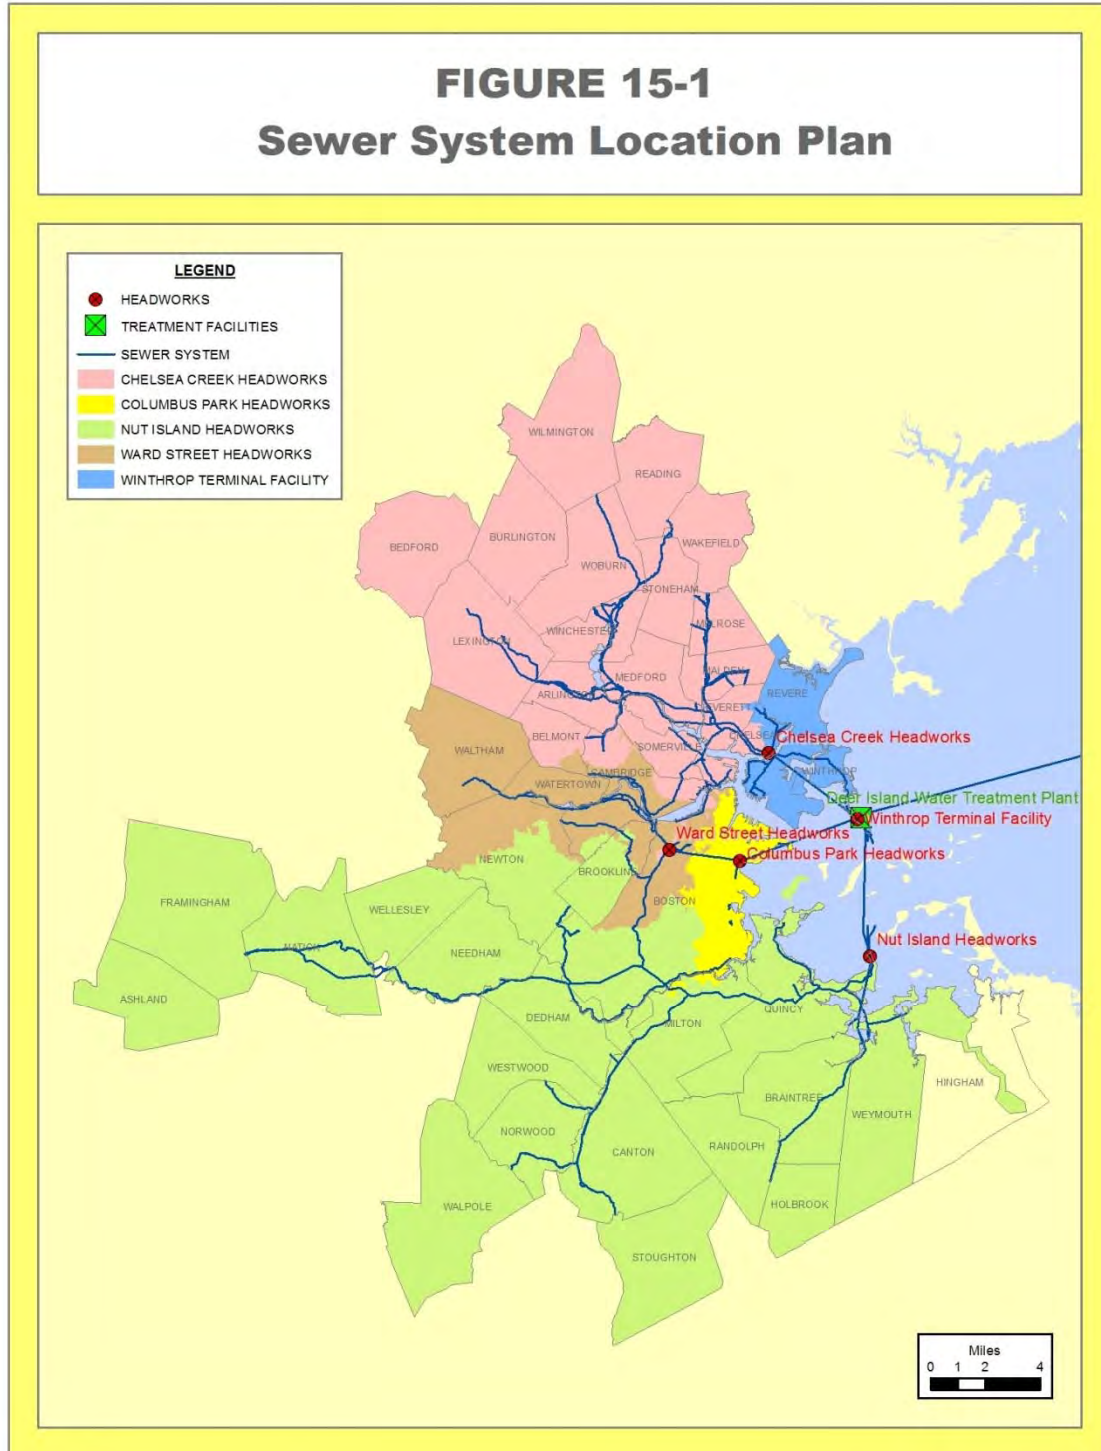 FIGURE 15-1
Sewer System Location Plan
LEGEND
HEADWORKS
TREATMENT FACILITIES
SEWER SYSTEM
CHELSEA CREEK HEADWORKS
COLUMBUS PARK HEADWORKS
NUT ISLAND HEADWORKS
WARD STREET HEADWORKS
WINTHROP TERMINAL FACILITY
WILMINGTON
READING
BURLINGTON
BEDFORD
WAKEFIELD
WOBURN
STONEHAM
WINCHESTER
MELROSE
LEXINGTON
MALDEN
MEDFORD
REVERE
ARLINGTON
EVERETT
CHELSEA
Chelsea Creek Headworks
BELMONT
SOMERVILLE
WALTHAM
WINTHROP
CAMBRIDGE
WATERTOWN
Deer Island Water Treatment Plant
Winthrop Terminal Facility
Ward Street Headworks
Columbus Park Headworks
NEWTON
BROOKLINE
BOSTON
FRAMINGHAM
WELLESLEY
Nut Island Headworks
NATICK
NEEDHAM
ASHLAND
QUINCY
DEDHAM
MILTON
WESTWOOD
HINGHAM
BRAINTREE
WEYMOUTH
NORWOOD
RANDOLPH
CANTON
WALPOLE
HOLBROOK
STOUGHTON
Miles
0 1 2 4